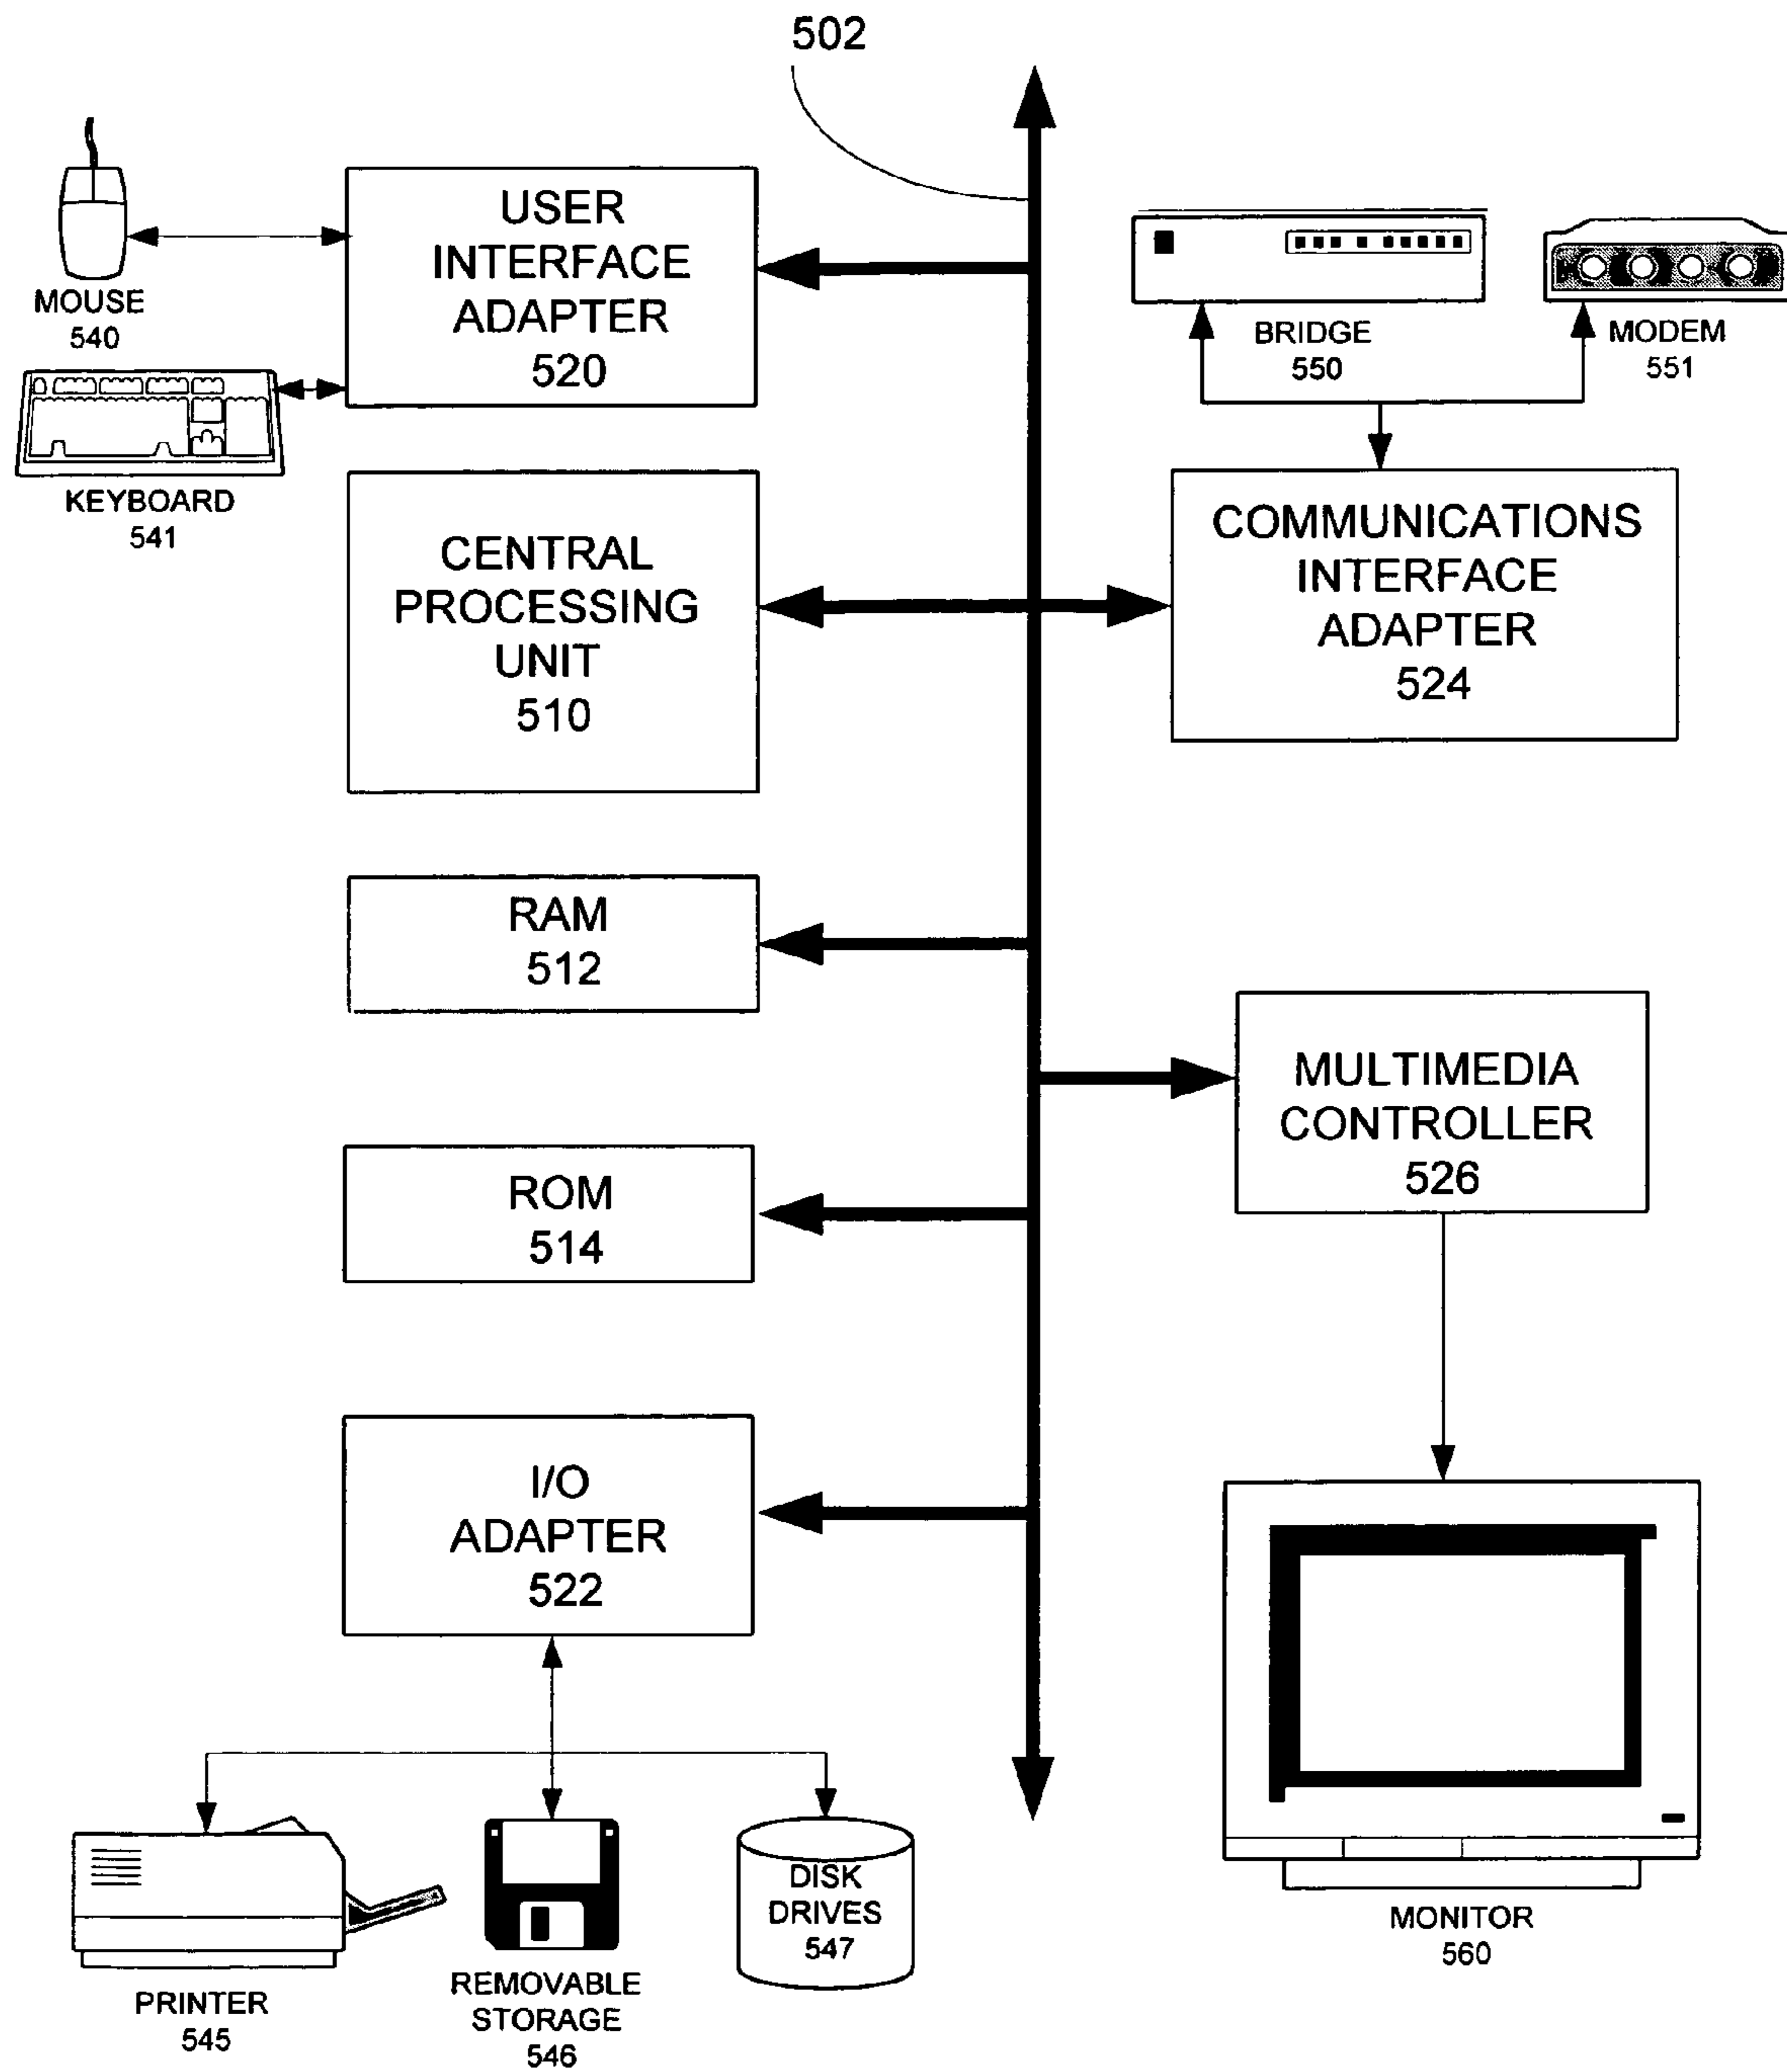 502
USER
INTERFACE
ADAPTER
520
MOUSE
540
KEYBOARD
541
BRIDGE
550
MODEM
551
CENTRAL
PROCESSING
UNIT
510
COMMUNICATIONS
INTERFACE
ADAPTER
524
RAM
512
MULTIMEDIA
CONTROLLER
526
ROM
514
I/O
ADAPTER
522
DISK
DRIVES
547
PRINTER
545
REMOVABLE
STORAGE
546
MONITOR
560